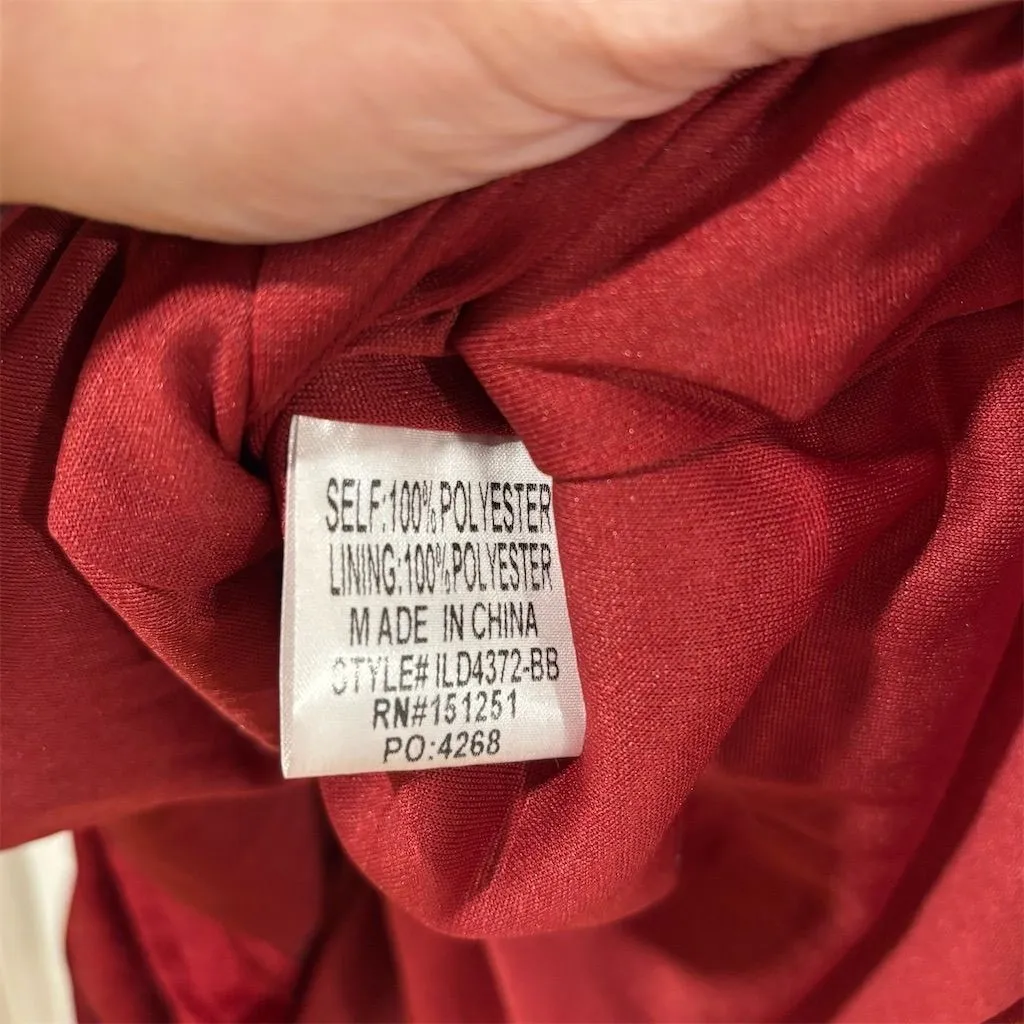 SELF:100%POLYESTER
LINING:100%POLYESTER
MADE IN CHINA
STYLE# ILD4372-BB
RN#151251
PO:4268